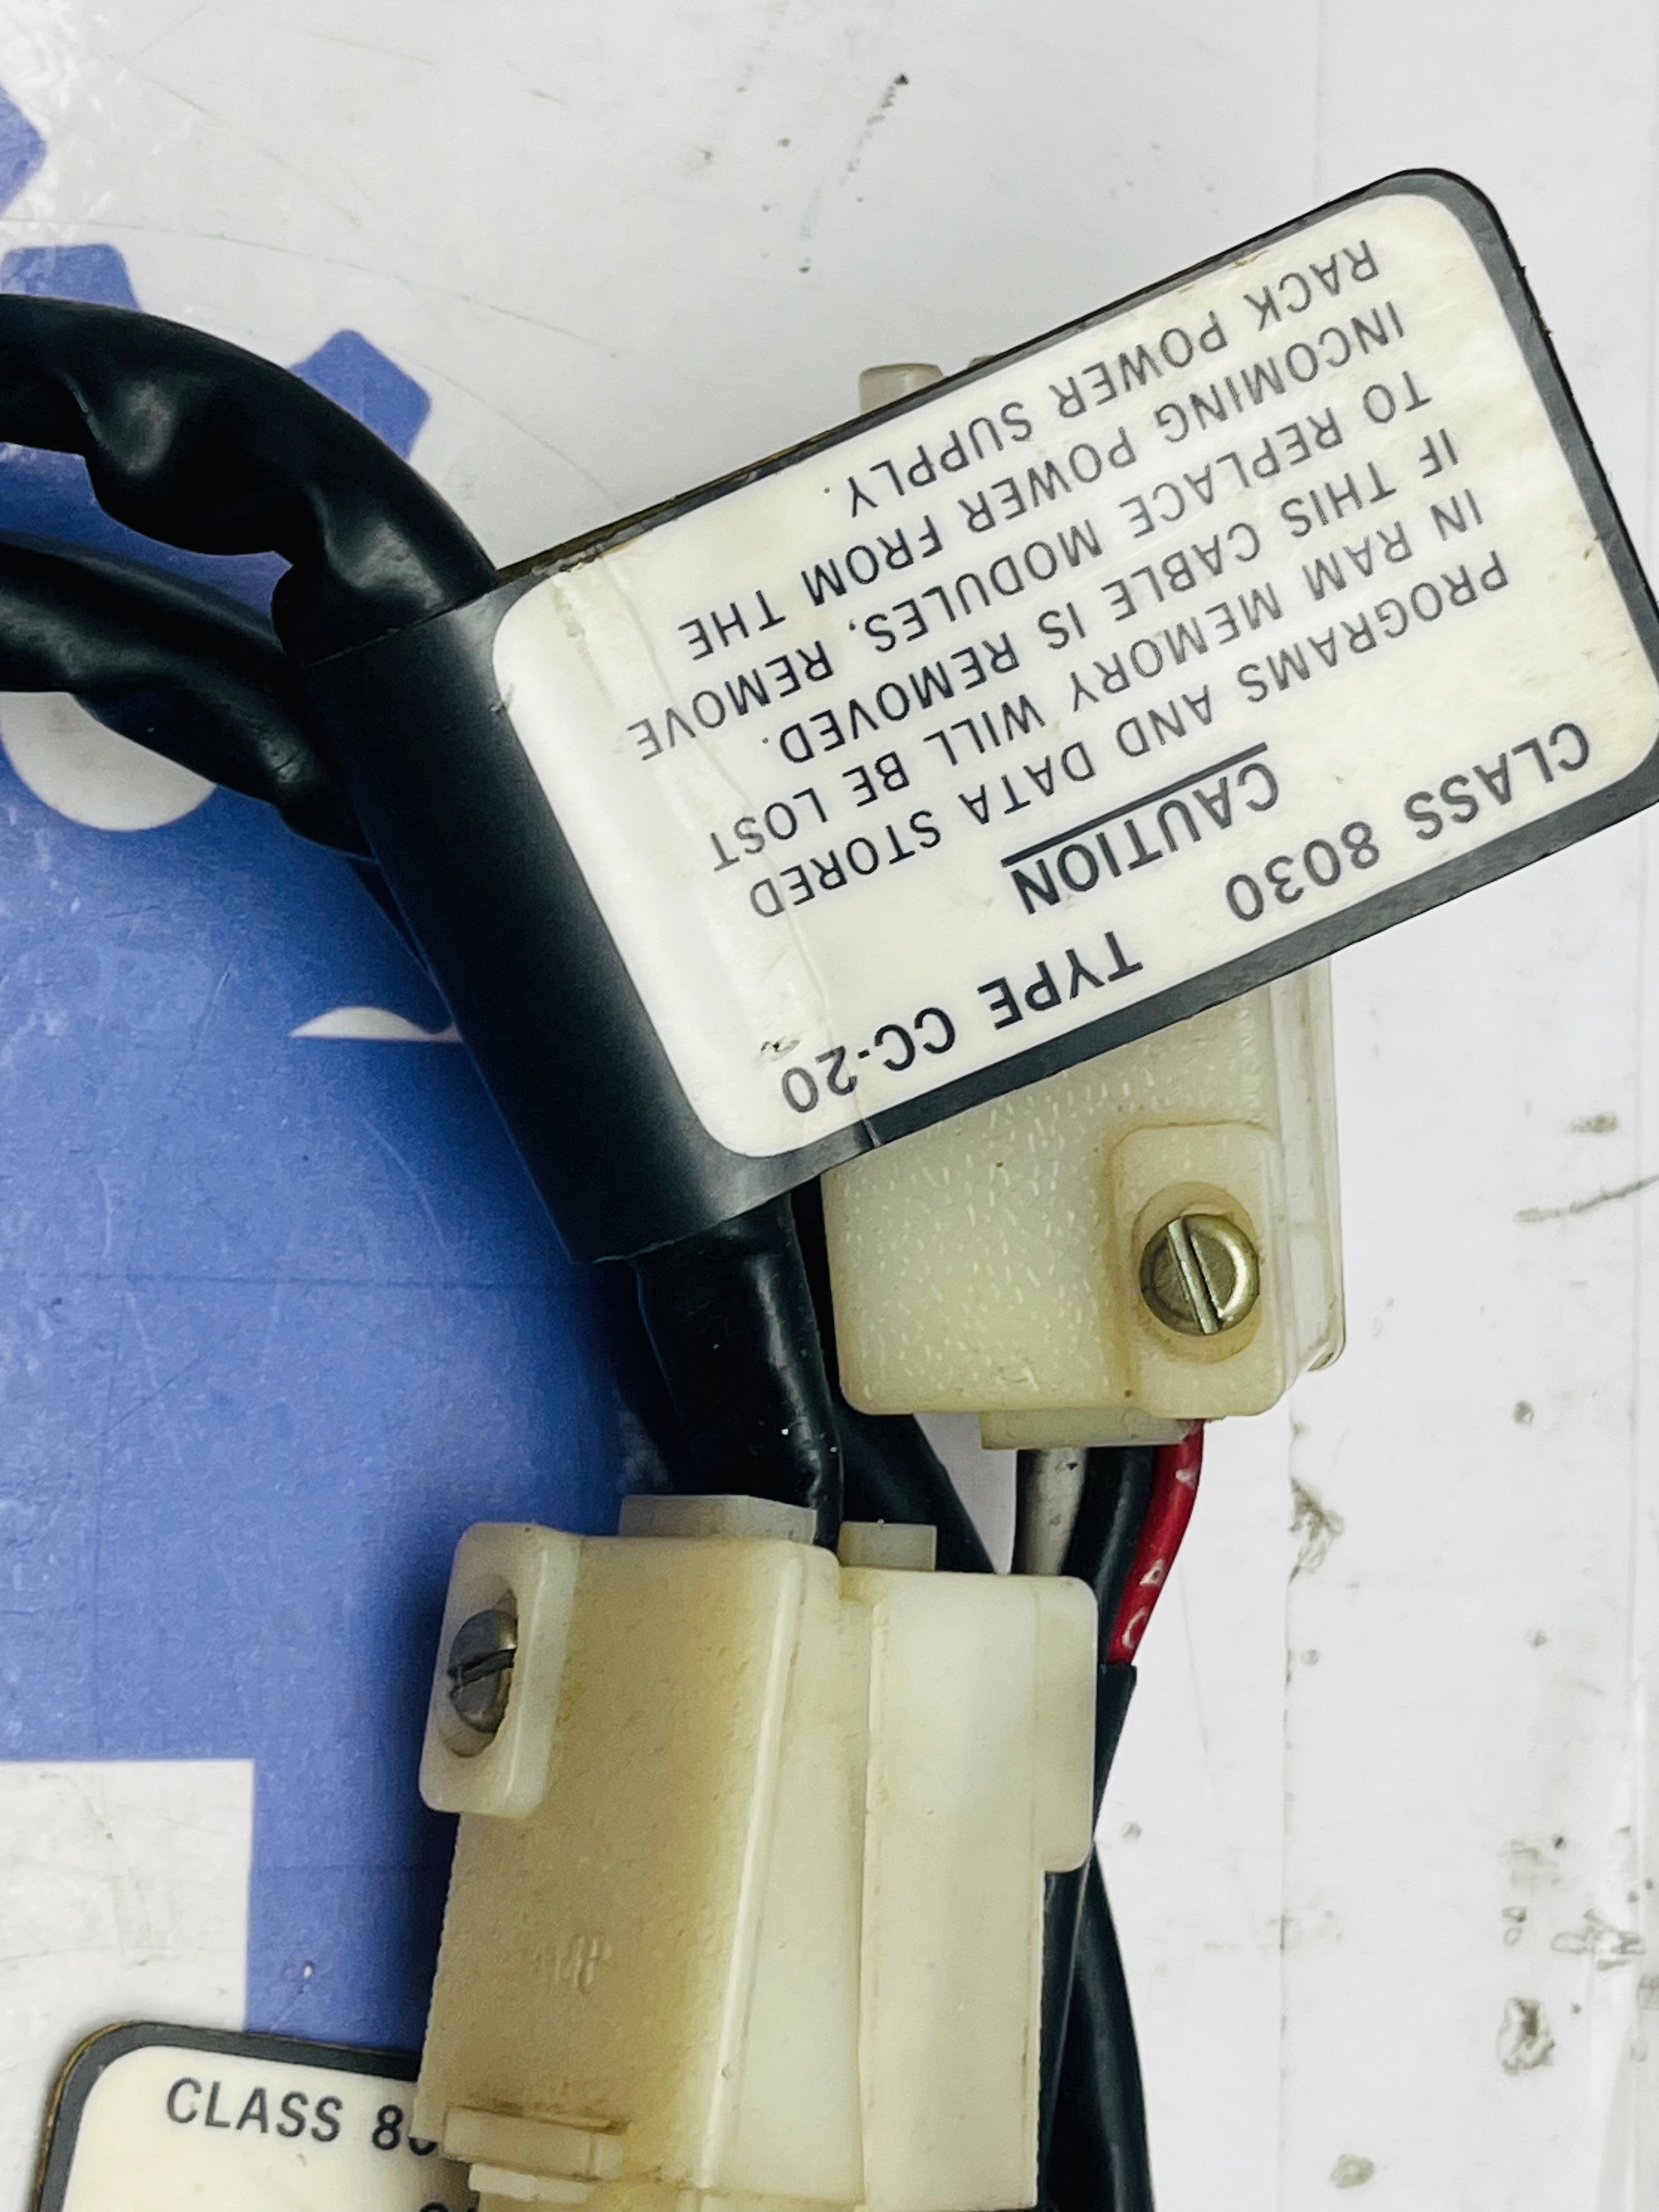 CLASS 8030 TYPE CC-20
CAUTION
PROGRAMS AND DATA STORED
IN RAM MEMORY WILL BE LOST
IF THIS CABLE IS REMOVED.
TO REPLACE MODULES, REMOVE
INCOMING POWER FROM THE
RACK POWER SUPPLY.
CLASS